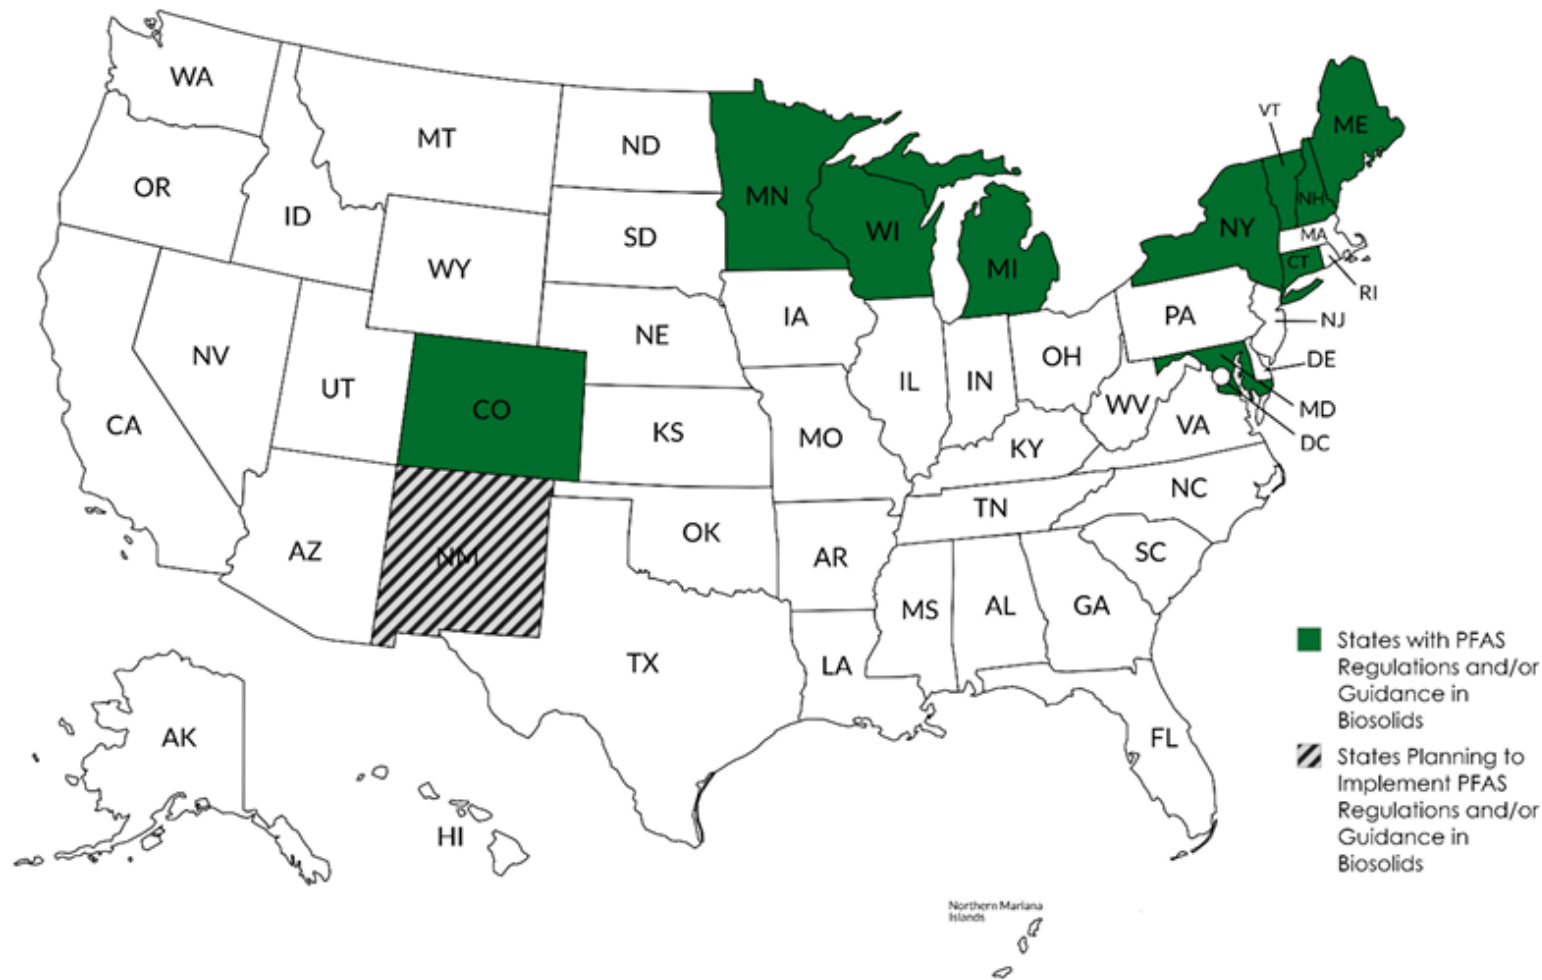 WA
MT
ND
MN
VT
ME
OR
ID
SD
WI
MI
NY
NH
MA
WY
CT
RI
IA
PA
NJ
NV
UT
NE
IL
IN
OH
DE
CA
CO
KS
MO
KY
WV
VA
MD
DC
AZ
NM
OK
AR
TN
NC
SC
MS
AL
GA
TX
LA
FL
AK
HI
States with PFAS
Regulations and/or
Guidance in
Biosolids
States Planning to
Implement PFAS
Regulations and/or
Guidance in
Biosolids
Northern Mariana
Islands